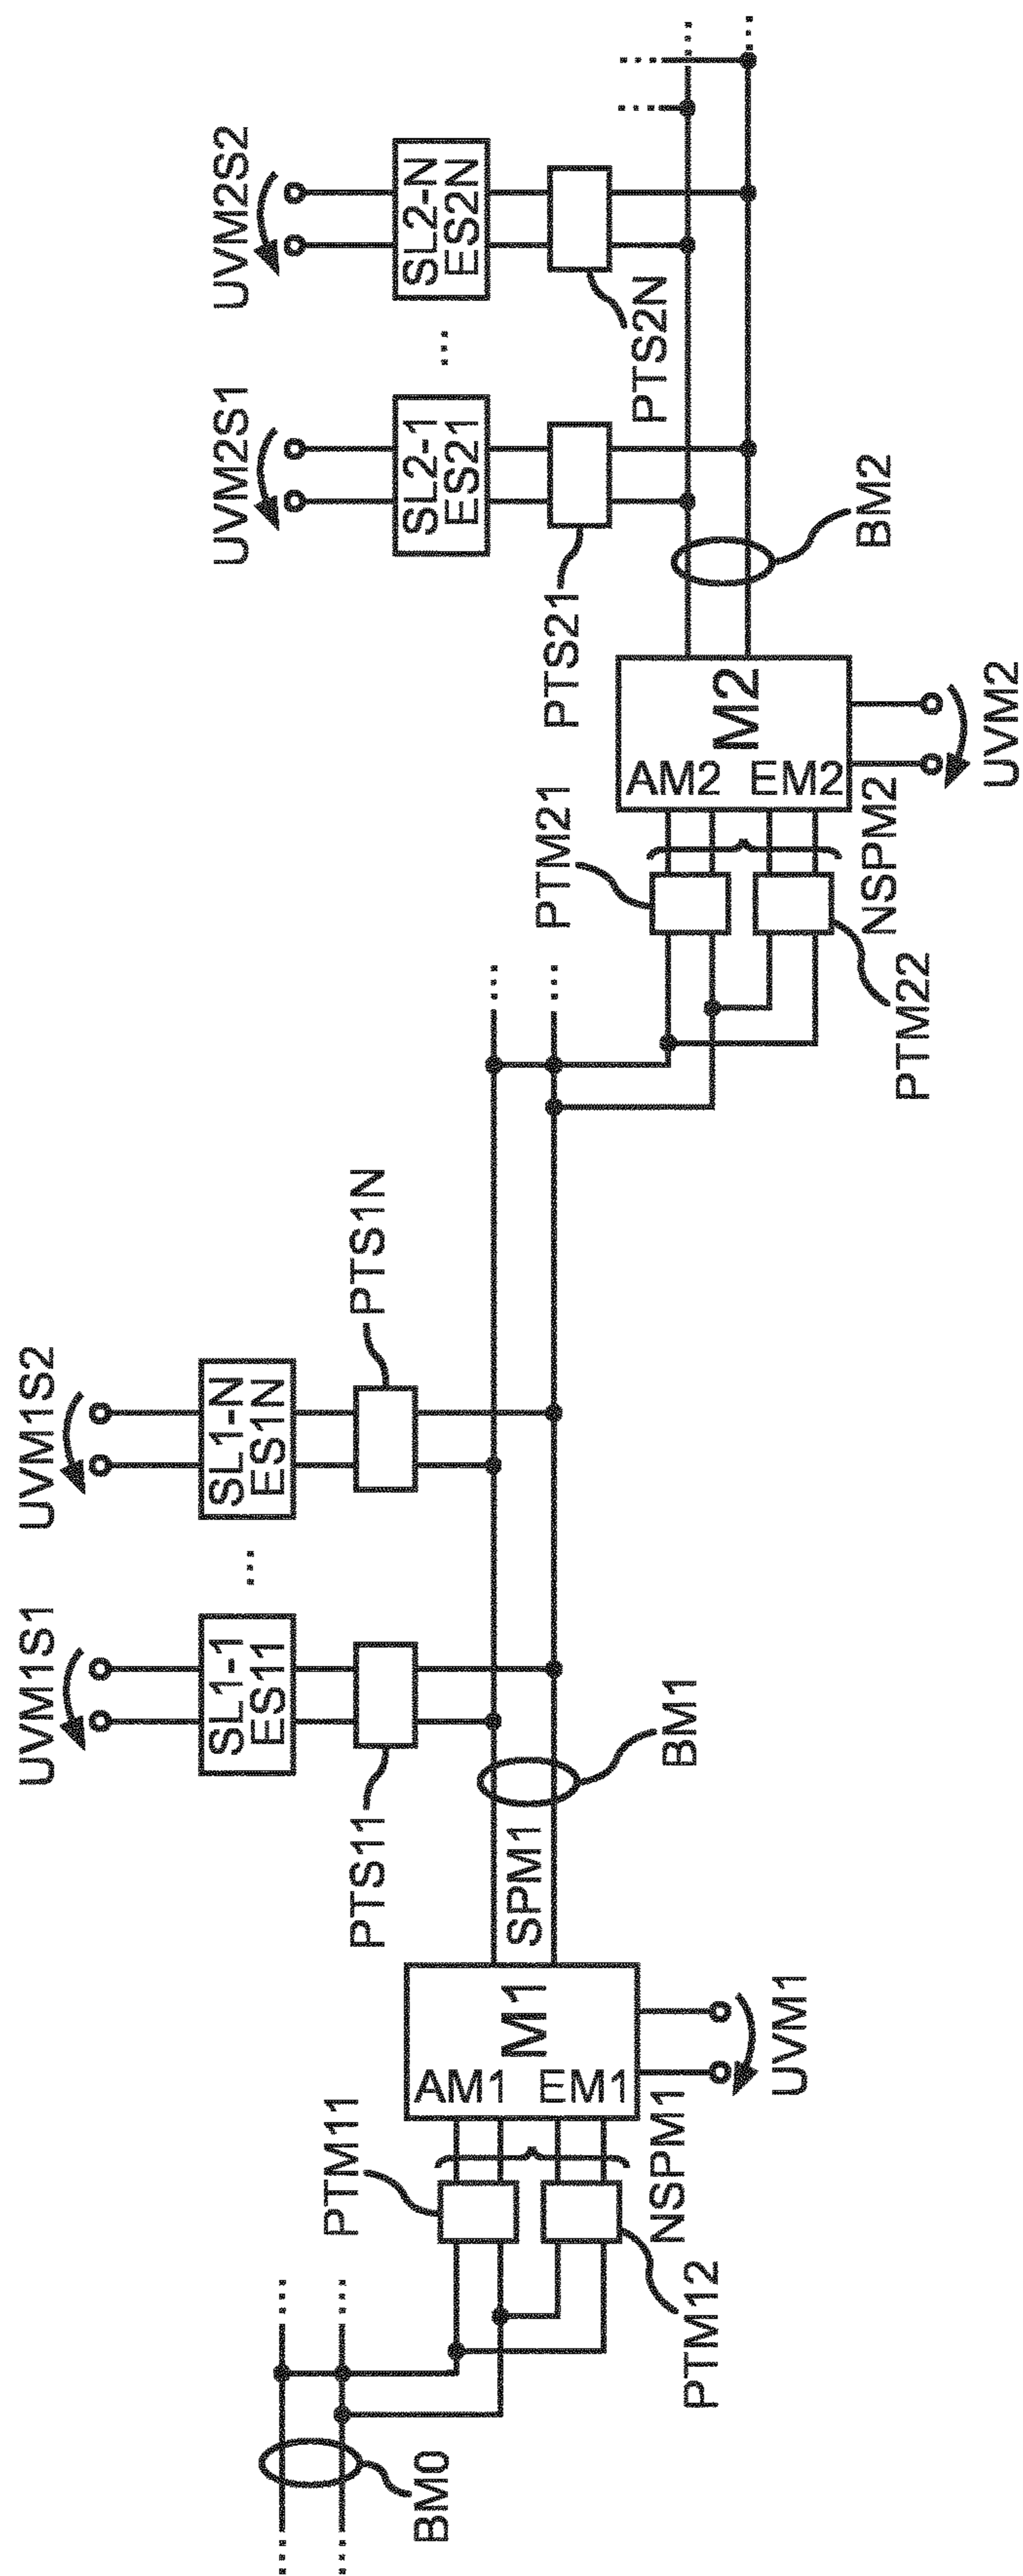 BM0
PTM11
PTM12
NSPM1
AM1
EM1
M1
UVM1
SPM1
BM1
UVM1S1
SL1-1
ES11
PTS11
...
UVM1S2
SL1-N
ES1N
PTS1N
PTM21
PTM22
NSPM2
AM2
EM2
M2
UVM2
BM2
UVM2S1
SL2-1
ES21
PTS21
...
UVM2S2
SL2-N
ES2N
PTS2N